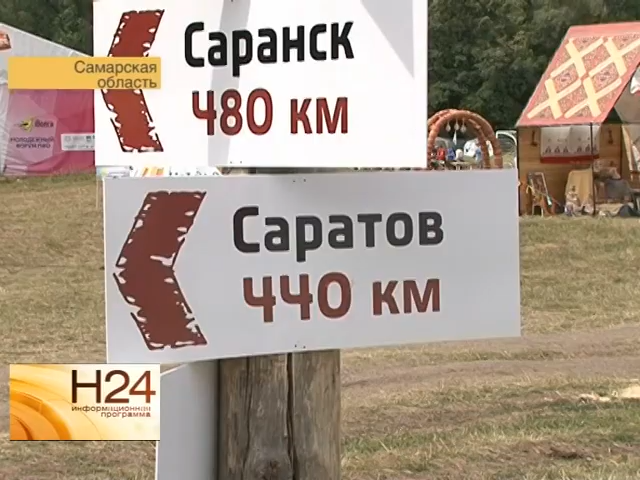 Саранск
480 км
Самарская
область
Саратов
440 км
Н24
информационная
программа